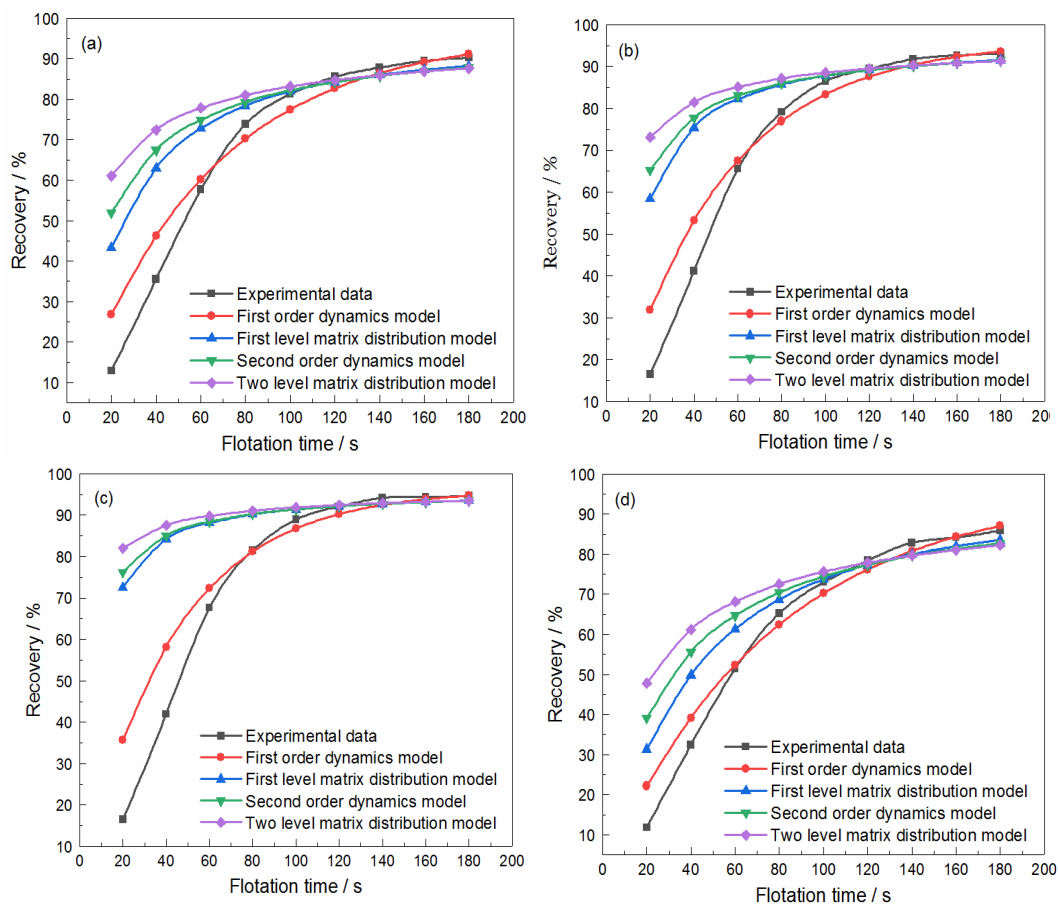 (a)
100
90
80
70
60
50
40
30
20
10
Recovery / %
Experimental data
First order dynamics model
First level matrix distribution model
Second order dynamics model
Two level matrix distribution model
0 20 40 60 80 100 120 140 160 180 200
Flotation time / s
(b)
100
90
80
70
60
50
40
30
20
10
Recovery / %
Experimental data
First order dynamics model
First level matrix distribution model
Second order dynamics model
Two level matrix distribution model
0 20 40 60 80 100 120 140 160 180 200
Flotation time / s
(c)
100
90
80
70
60
50
40
30
20
10
Recovery / %
Experimental data
First order dynamics model
First level matrix distribution model
Second order dynamics model
Two level matrix distribution model
0 20 40 60 80 100 120 140 160 180 200
Flotation time / s
(d)
100
90
80
70
60
50
40
30
20
10
Recovery / %
Experimental data
First order dynamics model
First level matrix distribution model
Second order dynamics model
Two level matrix distribution model
0 20 40 60 80 100 120 140 160 180 200
Flotation time / s